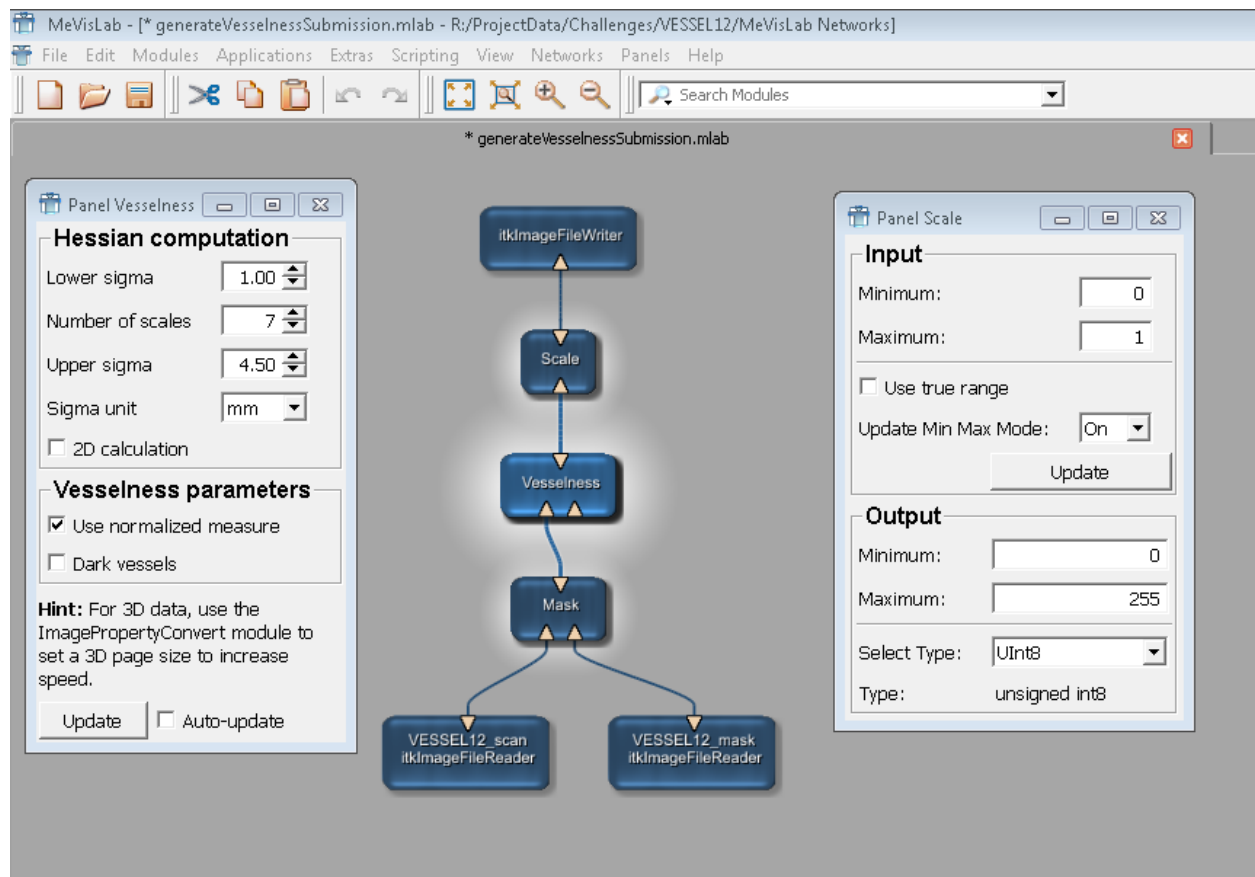 MeVisLab - [* generateVesselnessSubmission.mlab - R:/ProjectData/Challenges/VESSEL12/MeVisLab Networks]
File Edit Modules Applications Extras Scripting View Networks Panels Help
Search Modules
* generateVesselnessSubmission.mlab
Panel Vesselness
Hessian computation
Lower sigma 1.00
Number of scales 7
Upper sigma 4.50
Sigma unit mm
2D calculation
Vesselness parameters
Use normalized measure
Dark vessels
Hint: For 3D data, use the
ImagePropertyConvert module to
set a 3D page size to increase
speed.
Update Auto-update
itkImageFileWriter
Scale
Vesselness
Mask
VESSEL12_scan
itkImageFileReader
VESSEL12_mask
itkImageFileReader
Panel Scale
Input
Minimum: 0
Maximum: 1
Use true range
Update Min Max Mode: On
Update
Output
Minimum: 0
Maximum: 255
Select Type: UInt8
Type: unsigned int8